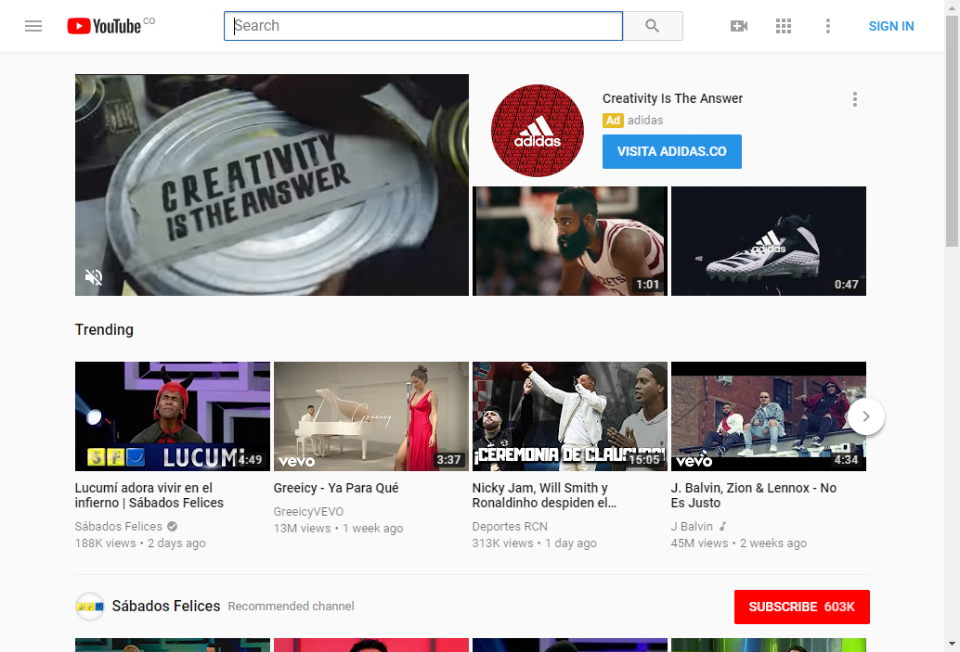 YouTube CO
Search
SIGN IN
CREATIVITY
IS THE ANSWER
adidas
Creativity Is The Answer
Ad adidas
VISITA ADIDAS.CO
1:01
adidas
0:47
Trending
SFL LUCUMÍ
4:49
Greeicy
vevo
3:37
¡CEREMONIA DE CLAUSURA!
15:05
vevo
4:34
Lucumí adora vivir en el
infierno | Sábados Felices
Sábados Felices
188K views • 2 days ago
Greeicy - Ya Para Qué
GreeicyVEVO
13M views • 1 week ago
Nicky Jam, Will Smith y
Ronaldinho despiden el...
Deportes RCN
313K views • 1 day ago
J. Balvin, Zion & Lennox - No
Es Justo
J Balvin
45M views • 2 weeks ago
Sábados Felices Recommended channel
SUBSCRIBE 603K